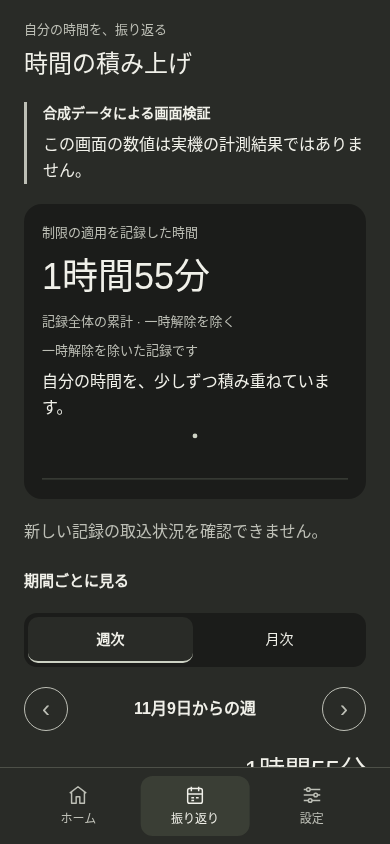 自分の時間を、振り返る
時間の積み上げ
合成データによる画面検証
この画面の数値は実機の計測結果ではありま
せん。
制限の適用を記録した時間
1時間55分
記録全体の累計 · 一時解除を除く
一時解除を除いた記録です
自分の時間を、少しずつ積み重ねていま
す。
新しい記録の取込状況を確認できません。
期間ごとに見る
週次
月次
11月9日からの週
1時間55分
ホーム
振り返り
設定